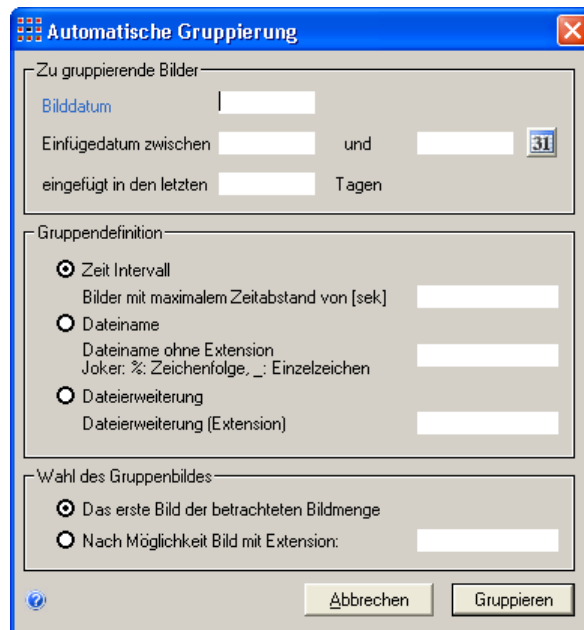 Automatische Gruppierung
Zu gruppierende Bilder
Bilddatum
Einfügedatum zwischen und 31
eingefügt in den letzten Tagen
Gruppendefinition
Zeit Intervall
Bilder mit maximalem Zeitabstand von [sek]
Dateiname
Dateiname ohne Extension
Joker: %: Zeichenfolge, _: Einzelzeichen
Dateierweiterung
Dateierweiterung (Extension)
Wahl des Gruppenbildes
Das erste Bild der betrachteten Bildmenge
Nach Möglichkeit Bild mit Extension:
? Abbrechen Gruppieren